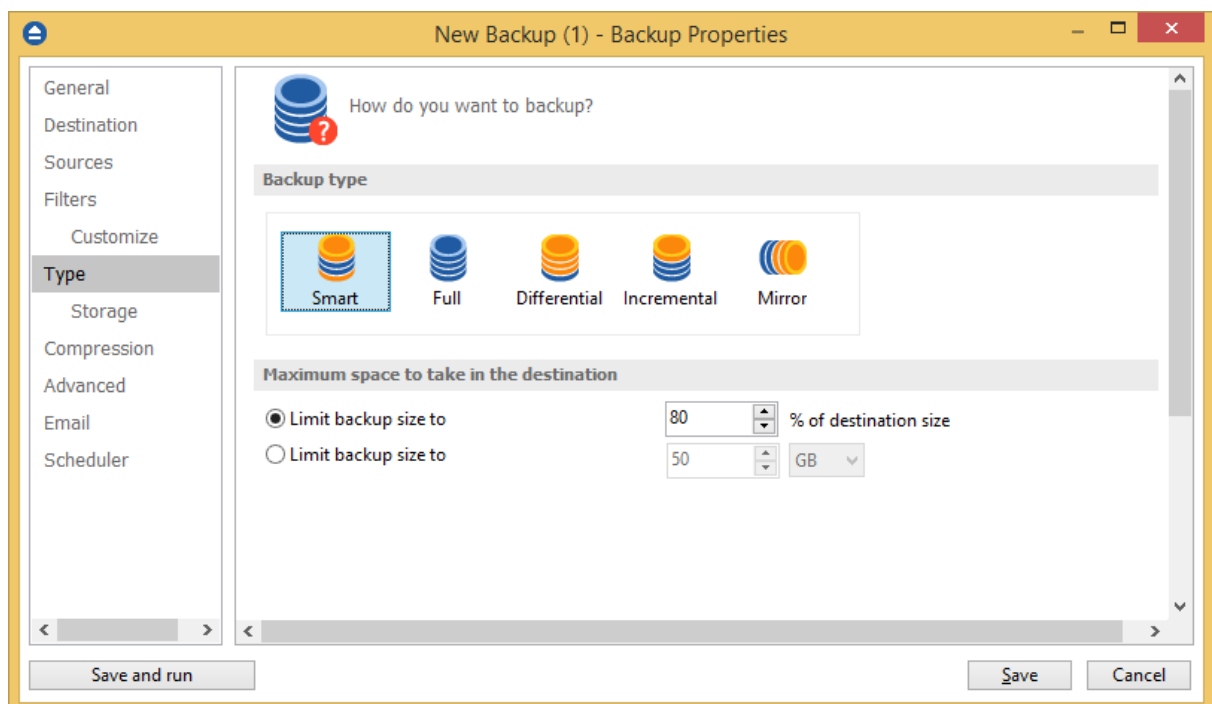 New Backup (1) - Backup Properties
General
Destination
Sources
Filters
Customize
Type
Storage
Compression
Advanced
Email
Scheduler
How do you want to backup?
Backup type
Smart Full Differential Incremental Mirror
Maximum space to take in the destination
Limit backup size to 80 % of destination size
Limit backup size to 50 GB
Save and run Save Cancel